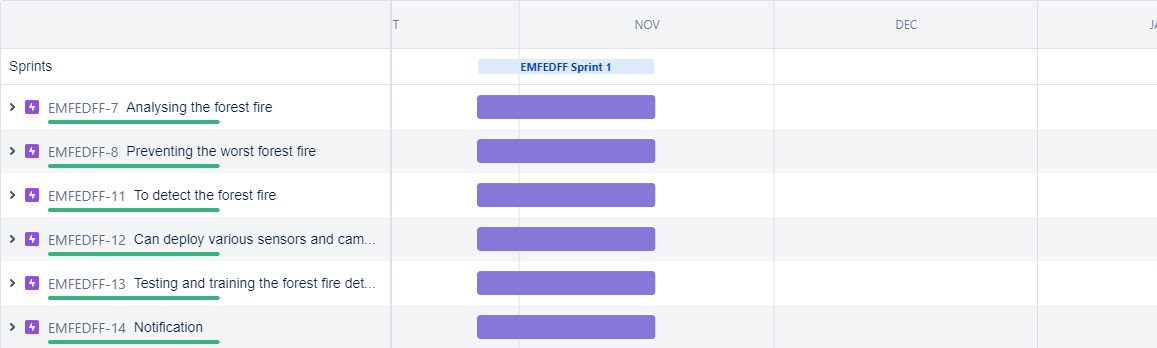 T NOV DEC JA
Sprints EMFEDFF Sprint 1
EMFEDFF-7 Analysing the forest fire
EMFEDFF-8 Preventing the worst forest fire
EMFEDFF-11 To detect the forest fire
EMFEDFF-12 Can deploy various sensors and cam...
EMFEDFF-13 Testing and training the forest fire det...
EMFEDFF-14 Notification